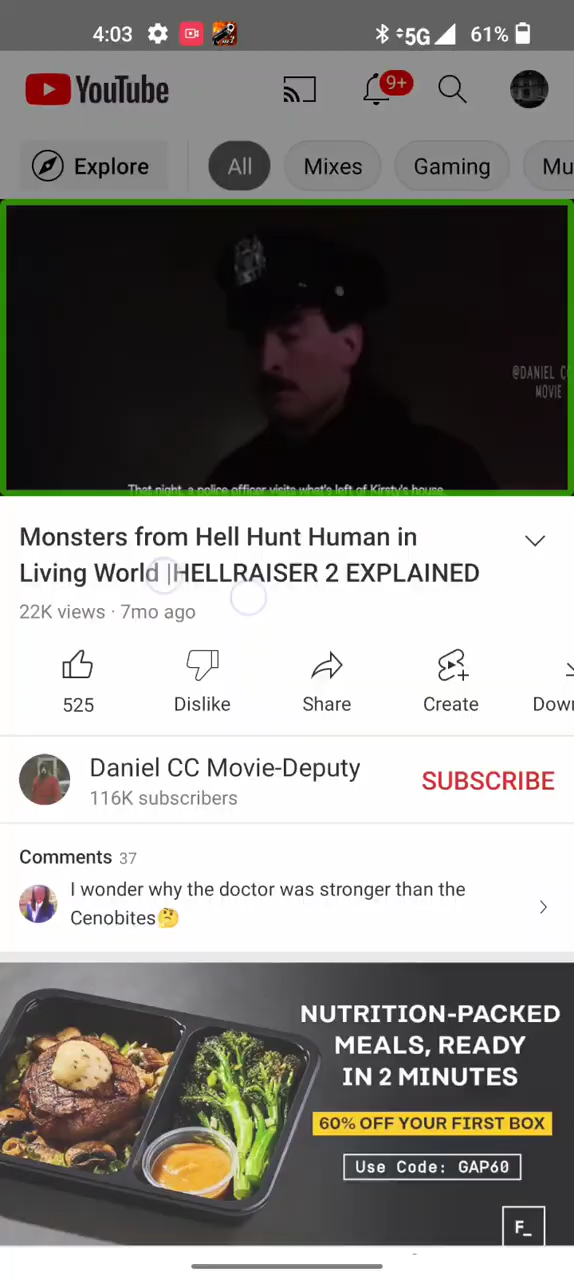 4:03
5G
61%
YouTube
9+
Explore
All
Mixes
Gaming
Mu
@DANIEL C
MOVIE
That night, a police officer visits what's left of Kirsty's house.
Monsters from Hell Hunt Human in
Living World |HELLRAISER 2 EXPLAINED
22K views · 7mo ago
525
Dislike
Share
Create
Down
Daniel CC Movie-Deputy
116K subscribers
SUBSCRIBE
Comments 37
I wonder why the doctor was stronger than the
Cenobites🤔
NUTRITION-PACKED
MEALS, READY
IN 2 MINUTES
60% OFF YOUR FIRST BOX
Use Code: GAP60
F_